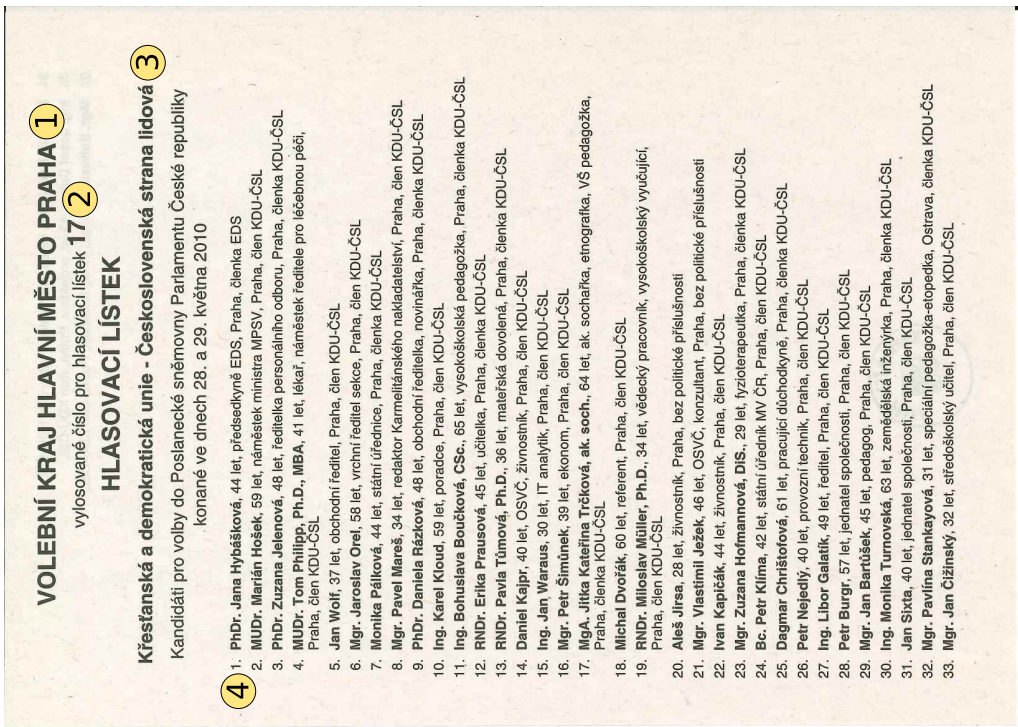 VOLEBNÍ KRAJ HLAVNÍ MĚSTO PRAHA 1
vylosované číslo pro hlasovací lístek 17 2
HLASOVACÍ LÍSTEK
Křesťanská a demokratická unie - Československá strana lidová 3
Kandidáti pro volby do Poslanecké sněmovny Parlamentu České republiky
konané ve dnech 28. a 29. května 2010
4
1. PhDr. Jana Hybášková, 44 let, předsedkyně EDS, Praha, členka EDS
2. MUDr. Marián Hošek, 59 let, náměstek ministra MPSV, Praha, člen KDU-ČSL
3. PhDr. Zuzana Jelenová, 48 let, ředitelka personálního odboru, Praha, členka KDU-ČSL
4. MUDr. Tom Philipp, Ph.D., MBA, 41 let, lékař, náměstek ředitele pro léčebnou péči,
Praha, člen KDU-ČSL
5. Jan Wolf, 37 let, obchodní ředitel, Praha, člen KDU-ČSL
6. Mgr. Jaroslav Orel, 58 let, vrchní ředitel sekce, Praha, člen KDU-ČSL
7. Monika Pálková, 44 let, státní úřednice, Praha, členka KDU-ČSL
8. Mgr. Pavel Mareš, 34 let, redaktor Karmelitánského nakladatelství, Praha, člen KDU-ČSL
9. PhDr. Daniela Rázková, 48 let, obchodní ředitelka, novinářka, Praha, členka KDU-ČSL
10. Ing. Karel Kloud, 59 let, poradce, Praha, člen KDU-ČSL
11. Ing. Bohuslava Boučková, CSc., 65 let, vysokoškolská pedagožka, Praha, členka KDU-ČSL
12. RNDr. Erika Prausová, 45 let, učitelka, Praha, členka KDU-ČSL
13. RNDr. Pavla Tůmová, Ph.D., 36 let, mateřská dovolená, Praha, členka KDU-ČSL
14. Daniel Kajpr, 40 let, OSVČ, živnostník, Praha, člen KDU-ČSL
15. Ing. Jan Waraus, 30 let, IT analytik, Praha, člen KDU-ČSL
16. Mgr. Petr Šimůnek, 39 let, ekonom, Praha, člen KDU-ČSL
17. MgA. Jitka Kateřina Trčková, ak. soch., 64 let, ak. sochařka, etnografka, VŠ pedagožka,
Praha, členka KDU-ČSL
18. Michal Dvořák, 60 let, referent, Praha, člen KDU-ČSL
19. RNDr. Miloslav Müller, Ph.D., 34 let, vědecký pracovník, vysokoškolský vyučující,
Praha, člen KDU-ČSL
20. Aleš Jirsa, 28 let, živnostník, Praha, bez politické příslušnosti
21. Mgr. Vlastimil Ježek, 46 let, OSVČ, konzultant, Praha, bez politické příslušnosti
22. Ivan Kapičák, 44 let, živnostník, Praha, člen KDU-ČSL
23. Mgr. Zuzana Hofmannová, DiS., 29 let, fyzioterapeutka, Praha, členka KDU-ČSL
24. Bc. Petr Klíma, 42 let, státní úředník MV ČR, Praha, člen KDU-ČSL
25. Dagmar Chrištofová, 61 let, pracující důchodkyně, Praha, členka KDU-ČSL
26. Petr Nejedlý, 40 let, provozní technik, Praha, člen KDU-ČSL
27. Ing. Libor Galatík, 49 let, ředitel, Praha, člen KDU-ČSL
28. Petr Burgr, 57 let, jednatel společnosti, Praha, člen KDU-ČSL
29. Mgr. Jan Bartůšek, 45 let, pedagog, Praha, člen KDU-ČSL
30. Ing. Monika Turnovská, 63 let, zemědělská inženýrka, Praha, členka KDU-ČSL
31. Jan Sixta, 40 let, jednatel společnosti, Praha, člen KDU-ČSL
32. Mgr. Pavlína Stankayová, 31 let, speciální pedagožka-etopedka, Ostrava, členka KDU-ČSL
33. Mgr. Jan Čižinský, 32 let, středoškolský učitel, Praha, člen KDU-ČSL